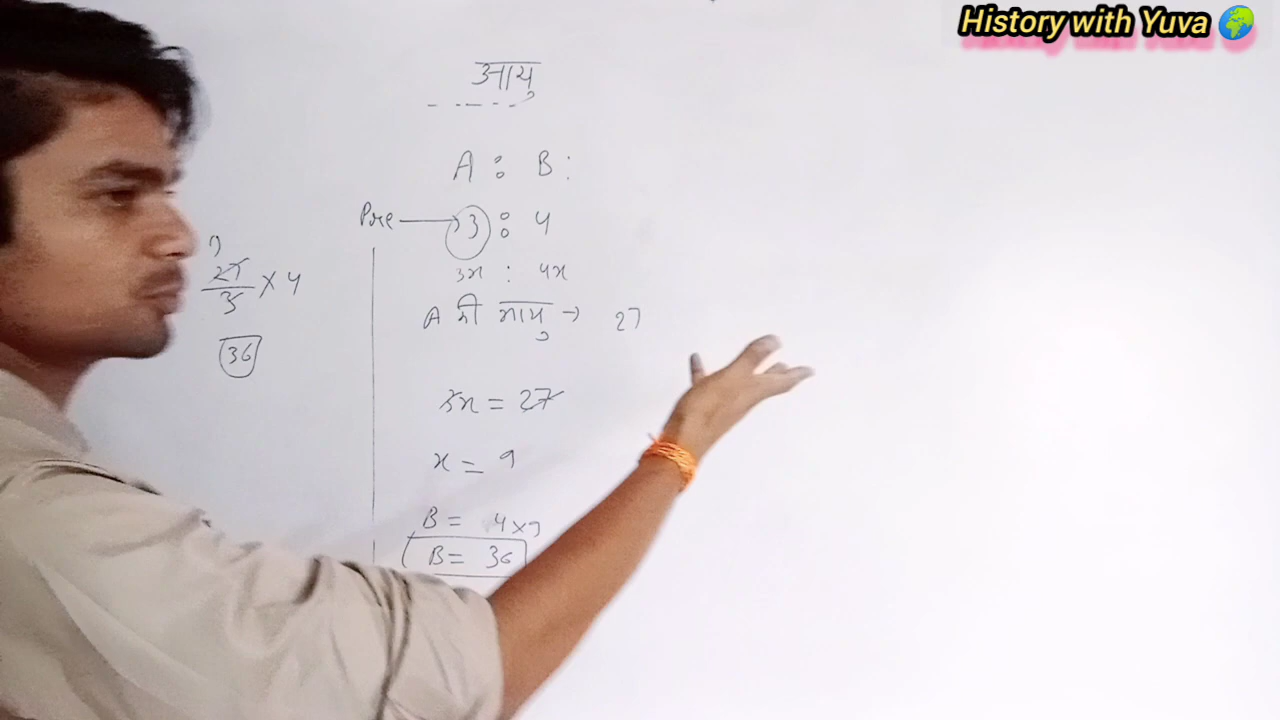 History with Yuva 🌍
आयु
A : B :
Pre → 3 : 4
3x : 4x
A की आयु → 27
3x = 27
x = 9
B = 4×9
B = 36
9
27/3 × 4
36